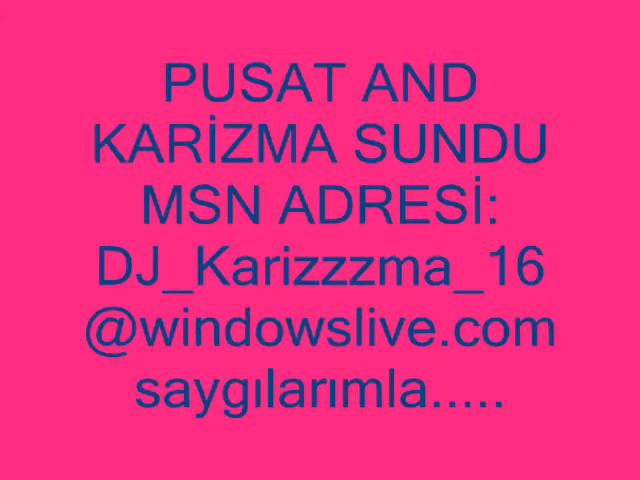 PUSAT AND
KARİZMA SUNDU
MSN ADRESİ:
DJ_Karizzzma_16
@windowslive.com
saygılarımla.....